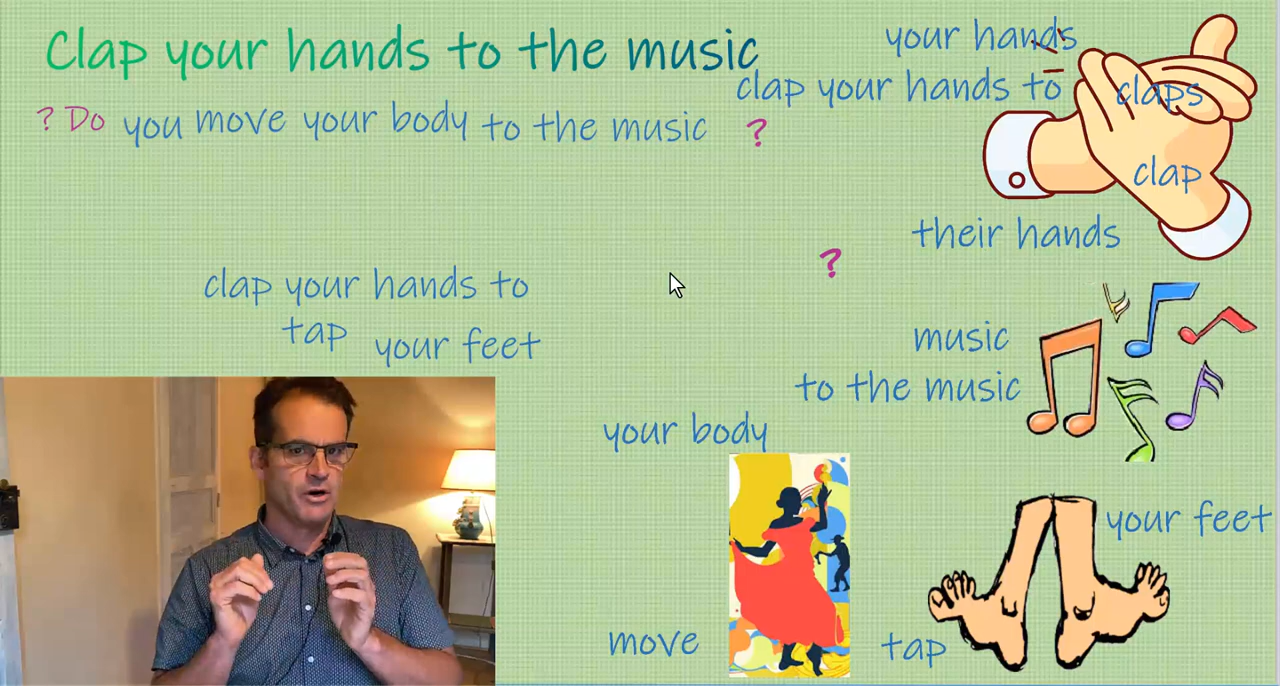 Clap your hands to the music
your hands
clap your hands to
claps
? Do you move your body to the music ?
clap
their hands
?
clap your hands to
tap your feet
music
to the music
your body
your feet
move
tap